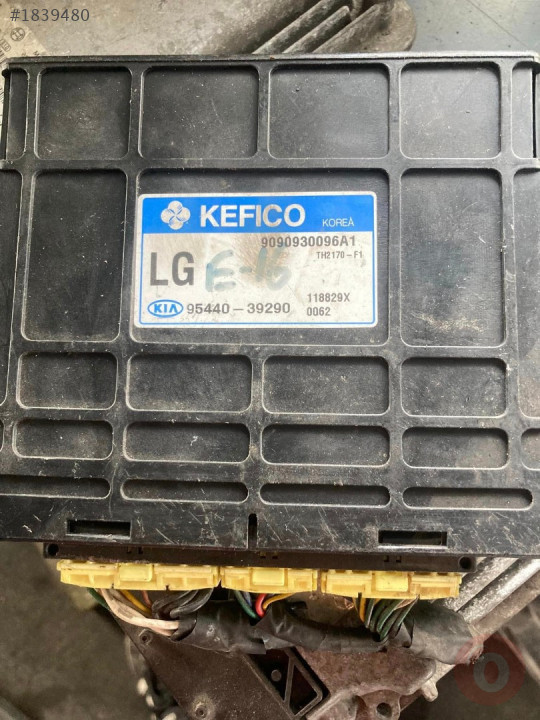 #1839480
KEFICO KOREA
9090930096A1
LG E-16 TH2170-F1
KIA 95440-39290 118829X
0062